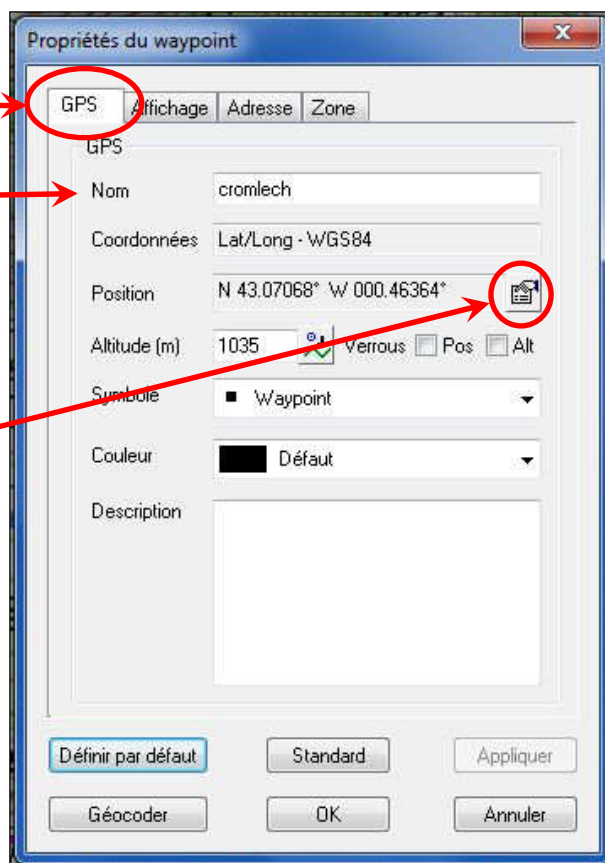 Propriétés du waypoint
GPS Affichage Adresse Zone
GPS
Nom cromlech
Coordonnées Lat/Long - WGS84
Position N 43.07068° W 000.46364°
Altitude (m) 1035 Verrous Pos Alt
Symbole Waypoint
Couleur Défaut
Description
Définir par défaut Standard Appliquer
Géocoder OK Annuler